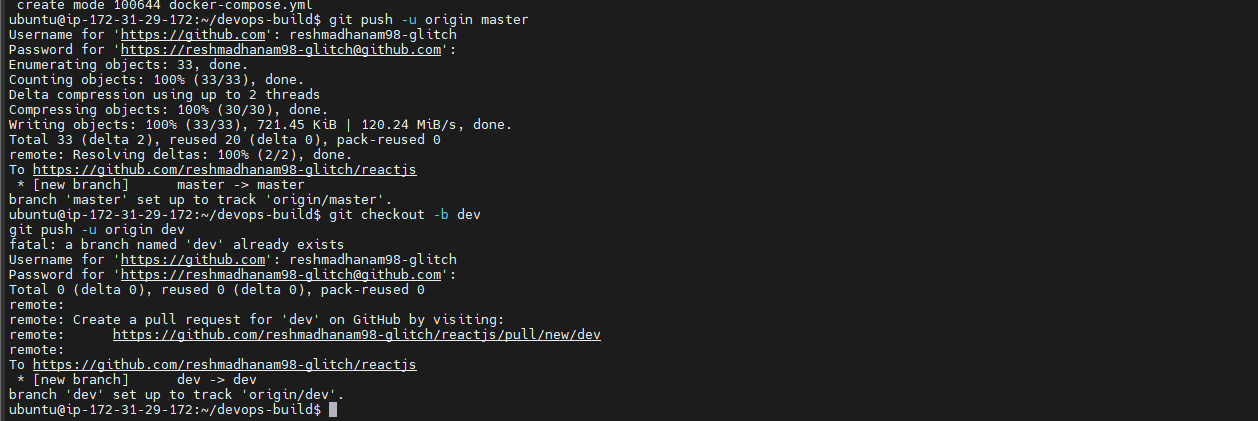 create mode 100644 docker-compose.yml
ubuntu@ip-172-31-29-172:~/devops-build$ git push -u origin master
Username for 'https://github.com': reshmadhanam98-glitch
Password for 'https://reshmadhanam98-glitch@github.com':
Enumerating objects: 33, done.
Counting objects: 100% (33/33), done.
Delta compression using up to 2 threads
Compressing objects: 100% (30/30), done.
Writing objects: 100% (33/33), 721.45 KiB | 120.24 MiB/s, done.
Total 33 (delta 2), reused 20 (delta 0), pack-reused 0
remote: Resolving deltas: 100% (2/2), done.
To https://github.com/reshmadhanam98-glitch/reactjs
 * [new branch]      master -> master
branch 'master' set up to track 'origin/master'.
ubuntu@ip-172-31-29-172:~/devops-build$ git checkout -b dev
git push -u origin dev
fatal: a branch named 'dev' already exists
Username for 'https://github.com': reshmadhanam98-glitch
Password for 'https://reshmadhanam98-glitch@github.com':
Total 0 (delta 0), reused 0 (delta 0), pack-reused 0
remote:
remote: Create a pull request for 'dev' on GitHub by visiting:
remote:      https://github.com/reshmadhanam98-glitch/reactjs/pull/new/dev
remote:
To https://github.com/reshmadhanam98-glitch/reactjs
 * [new branch]      dev -> dev
branch 'dev' set up to track 'origin/dev'.
ubuntu@ip-172-31-29-172:~/devops-build$